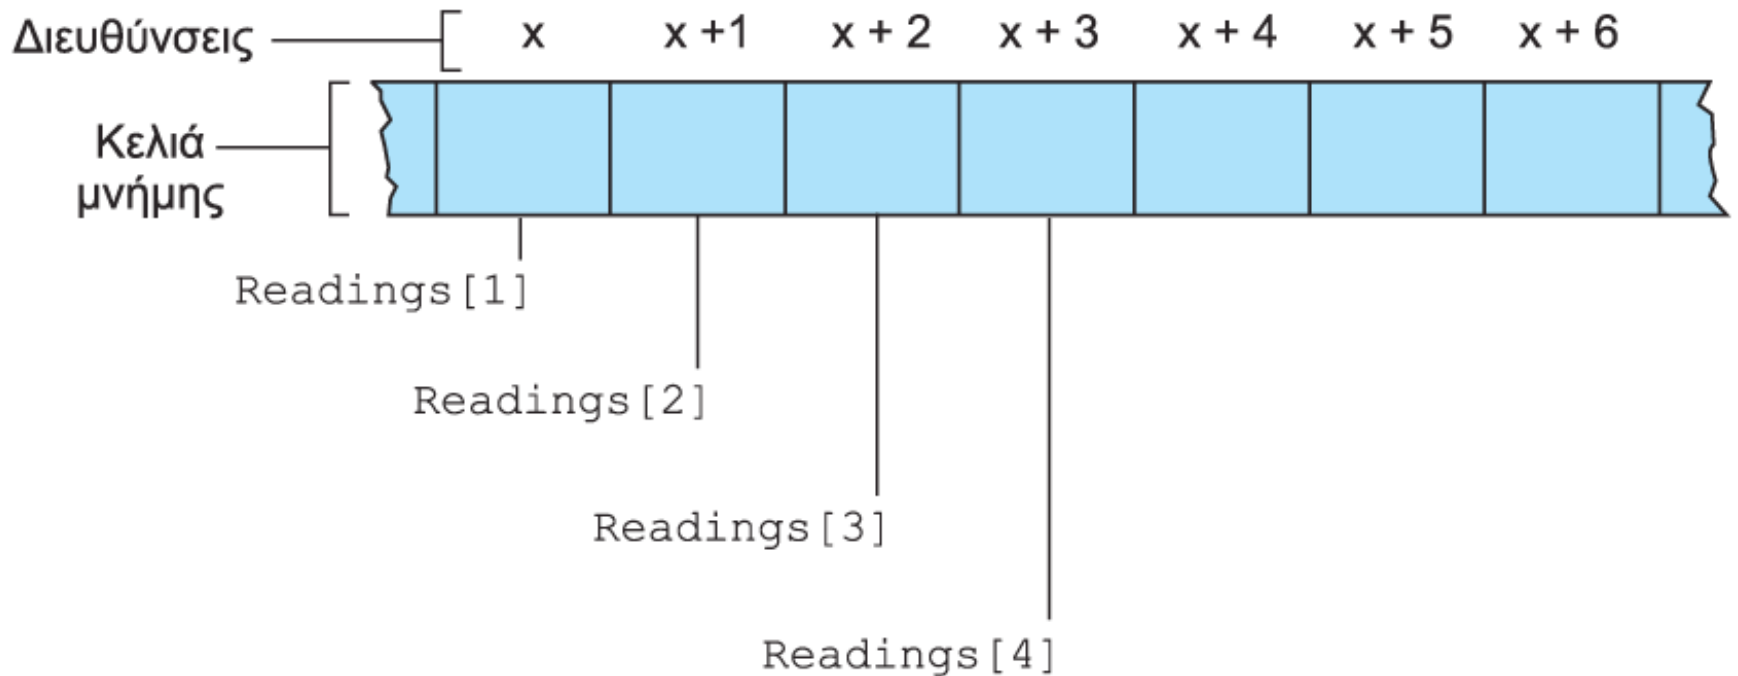 Διευθύνσεις x x +1 x + 2 x + 3 x + 4 x + 5 x + 6
Κελιά
μνήμης
Readings[1]
Readings[2]
Readings[3]
Readings[4]